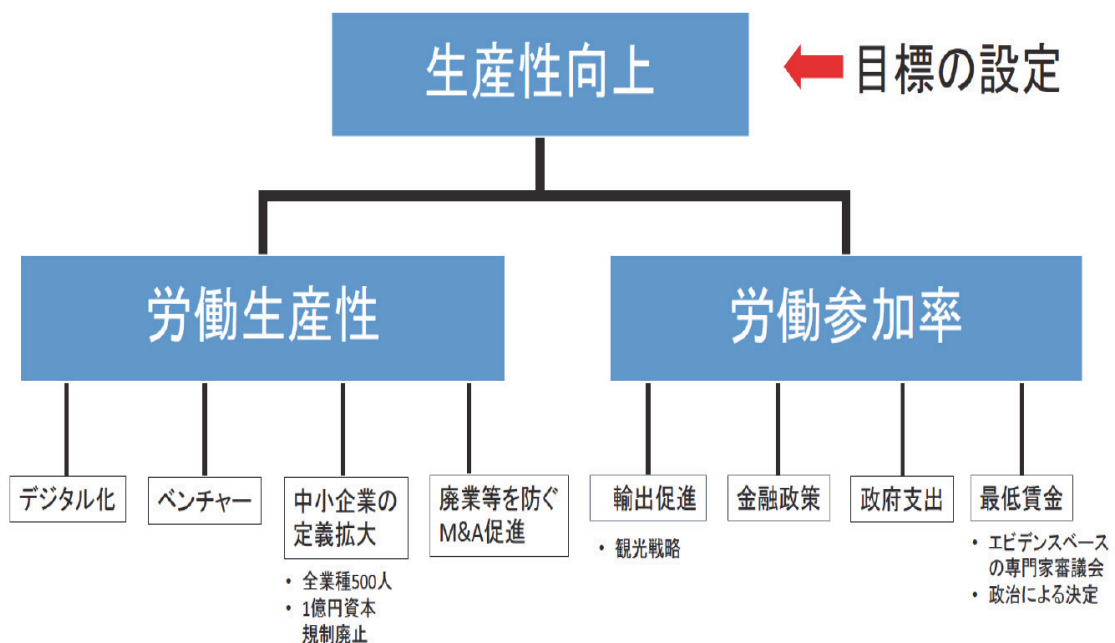 生産性向上
目標の設定
労働生産性
労働参加率
デジタル化
ベンチャー
中小企業の
定義拡大
・ 全業種500人
・ 1億円資本
規制廃止
廃業等を防ぐ
M&A促進
輸出促進
・ 観光戦略
金融政策
政府支出
最低賃金
・ エビデンスベース
の専門家審議会
・ 政治による決定